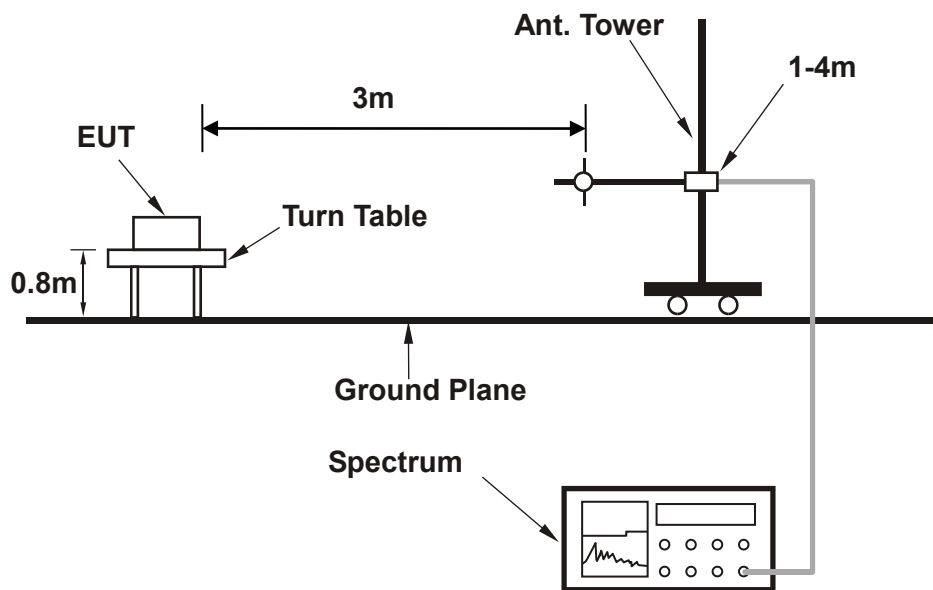 Ant. Tower
1-4m
3m
EUT
Turn Table
0.8m
Ground Plane
Spectrum